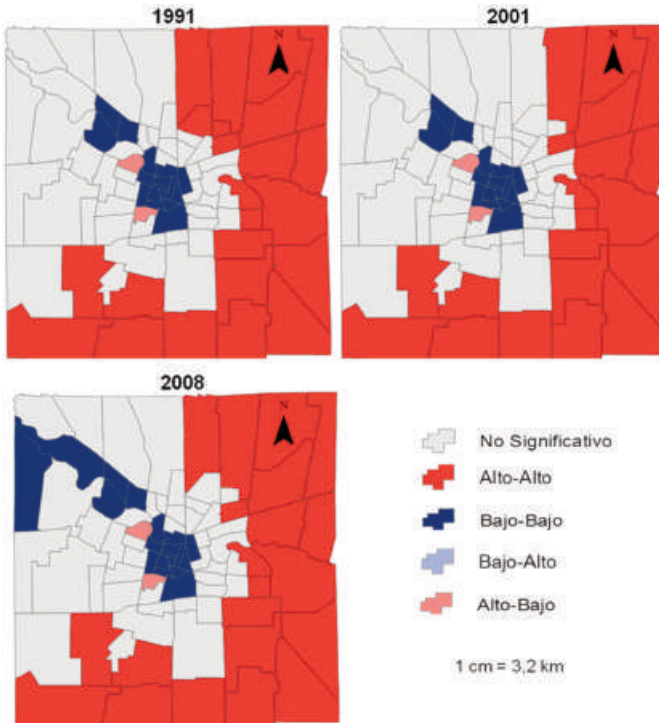 1991
2001
N
N
2008
N
No Significativo
Alto-Alto
Bajo-Bajo
Bajo-Alto
Alto-Bajo
1 cm = 3,2 km